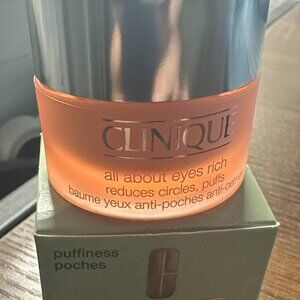 CLINIQUE
all about eyes rich
reduces circles, puffs
baume yeux anti-poches anti-cernes
puffiness
poches